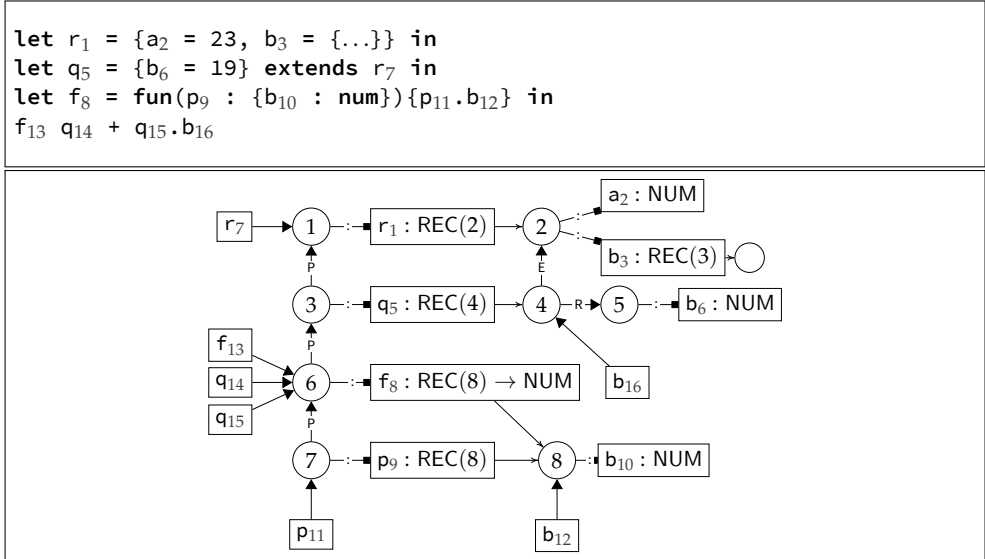 let r₁ = {a₂ = 23, b₃ = {...}} in
let q₅ = {b₆ = 19} extends r₇ in
let f₈ = fun(p₉ : {b₁₀ : num}){p₁₁.b₁₂} in
f₁₃ q₁₄ + q₁₅.b₁₆
a₂ : NUM
r₇ 1 : r₁ : REC(2) 2 :
:
b₃ : REC(3)
P E
3 : q₅ : REC(4) 4 R 5 : b₆ : NUM
P
f₁₃
q₁₄ 6 : f₈ : REC(8) → NUM b₁₆
q₁₅
P
7 : p₉ : REC(8) 8 : b₁₀ : NUM
p₁₁ b₁₂